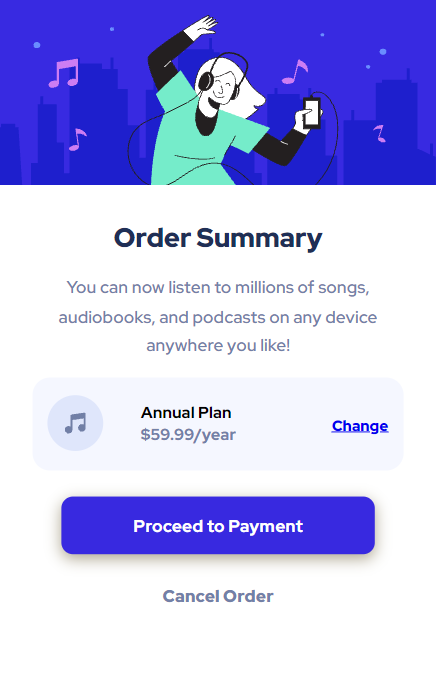 Order Summary
You can now listen to millions of songs,
audiobooks, and podcasts on any device
anywhere you like!
Annual Plan
$59.99/year
Change
Proceed to Payment
Cancel Order